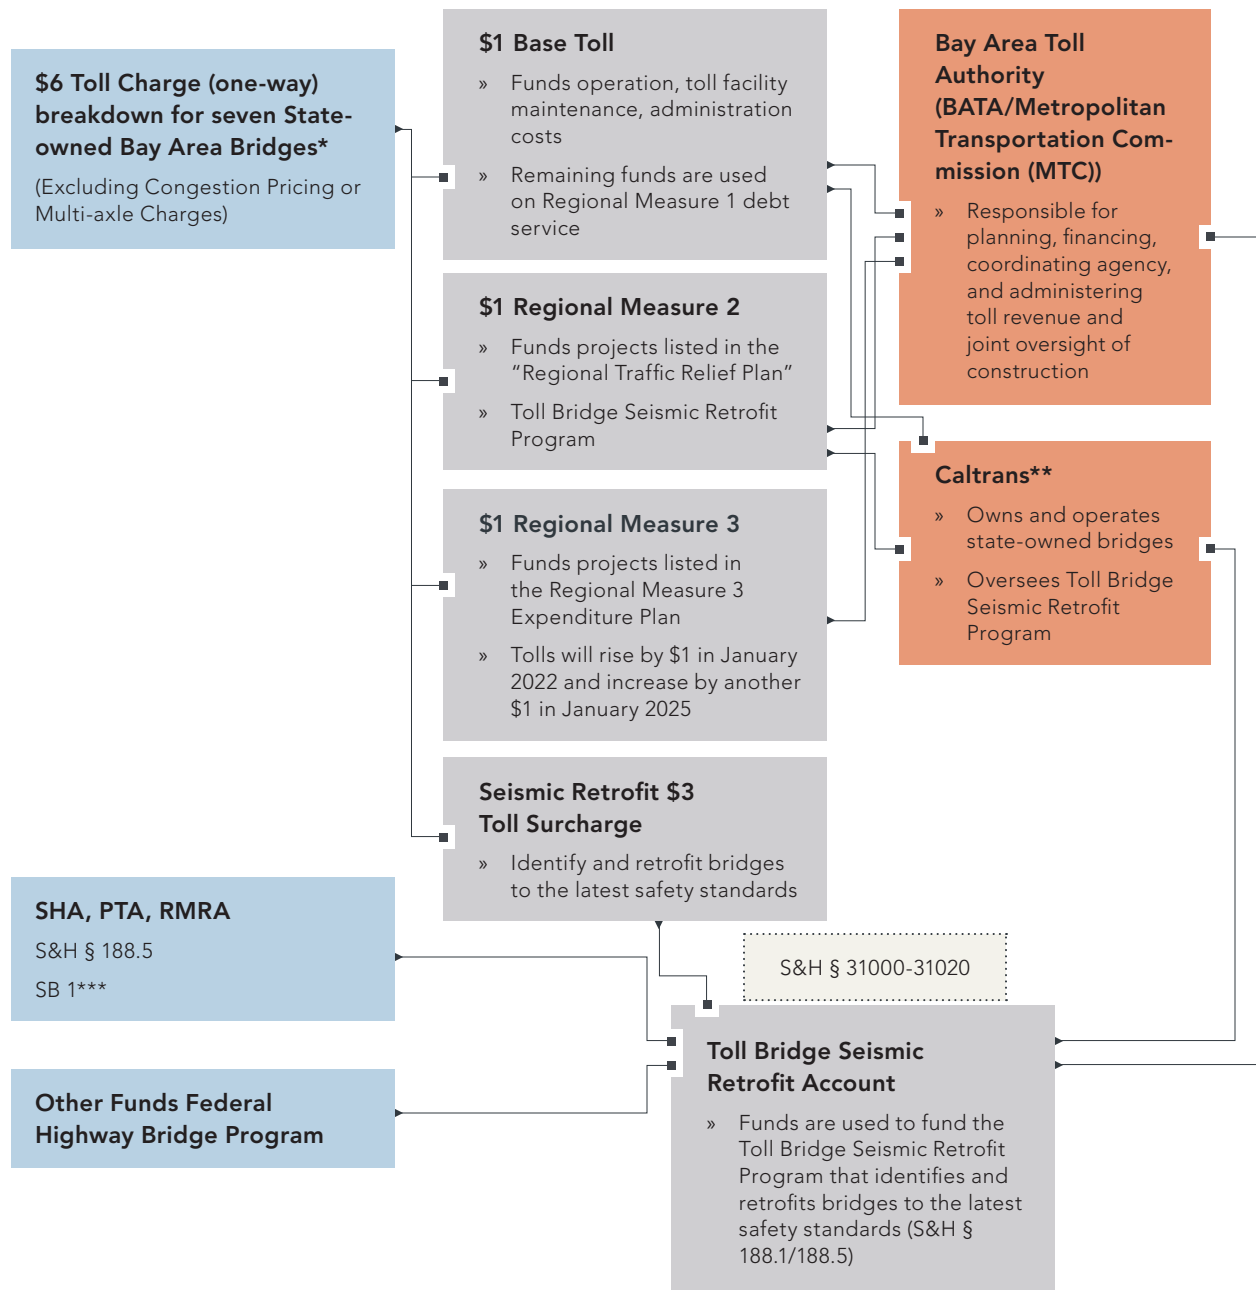 $6 Toll Charge (one-way)
breakdown for seven State-
owned Bay Area Bridges*
(Excluding Congestion Pricing or
Multi-axle Charges)
$1 Base Toll
» Funds operation, toll facility
maintenance, administration
costs
» Remaining funds are used
on Regional Measure 1 debt
service
$1 Regional Measure 2
» Funds projects listed in the
“Regional Traffic Relief Plan”
» Toll Bridge Seismic Retrofit
Program
$1 Regional Measure 3
» Funds projects listed in
the Regional Measure 3
Expenditure Plan
» Tolls will rise by $1 in January
2022 and increase by another
$1 in January 2025
Seismic Retrofit $3
Toll Surcharge
» Identify and retrofit bridges
to the latest safety standards
Bay Area Toll
Authority
(BATA/Metropolitan
Transportation Com-
mission (MTC))
» Responsible for
planning, financing,
coordinating agency,
and administering
toll revenue and
joint oversight of
construction
Caltrans**
» Owns and operates
state-owned bridges
» Oversees Toll Bridge
Seismic Retrofit
Program
SHA, PTA, RMRA
S&H § 188.5
SB 1***
Other Funds Federal
Highway Bridge Program
S&H § 31000-31020
Toll Bridge Seismic
Retrofit Account
» Funds are used to fund the
Toll Bridge Seismic Retrofit
Program that identifies and
retrofits bridges to the latest
safety standards (S&H §
188.1/188.5)